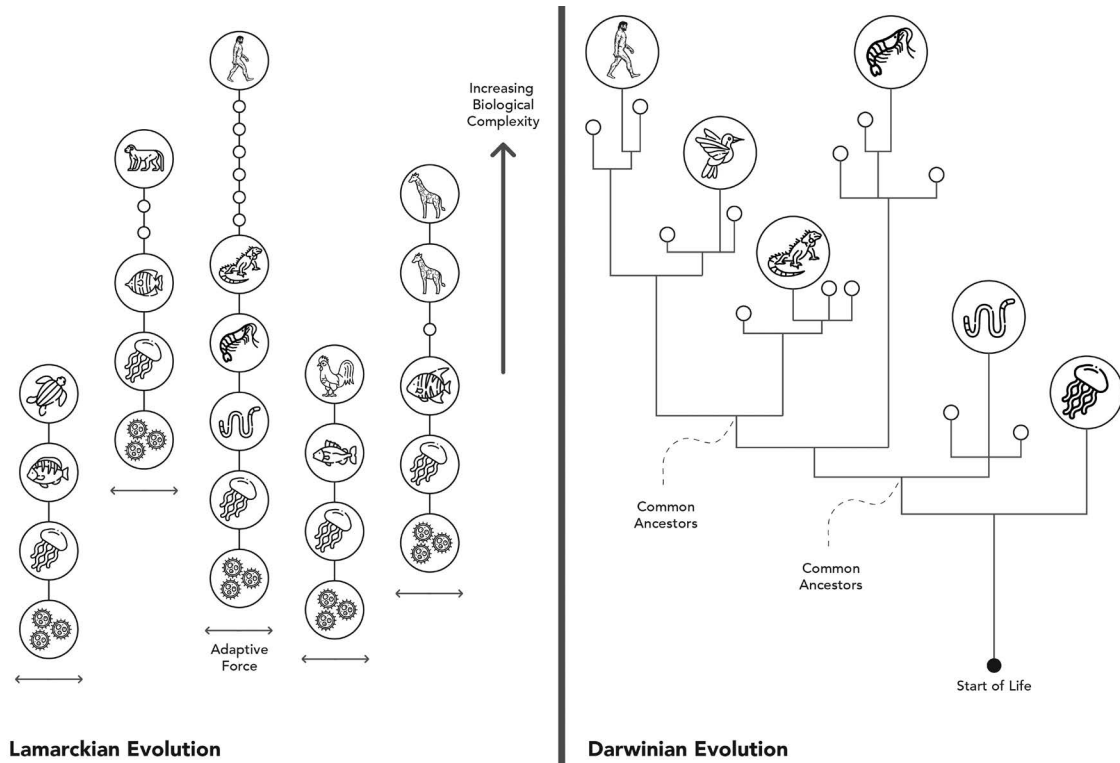 Increasing
Biological
Complexity
Adaptive
Force
Lamarckian Evolution
Common
Ancestors
Common
Ancestors
Start of Life
Darwinian Evolution